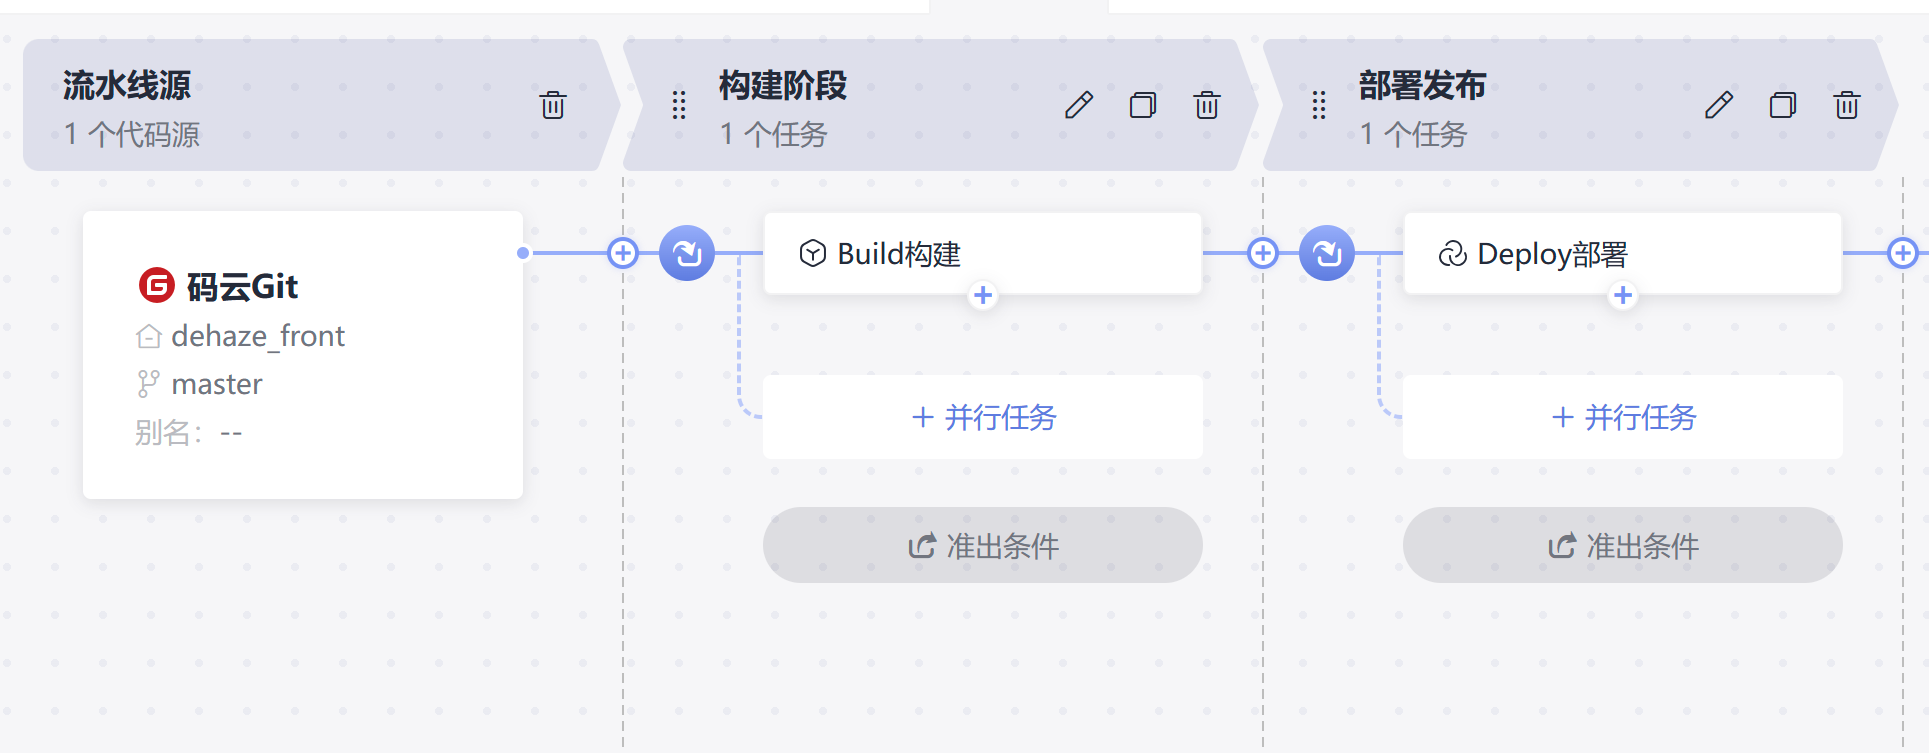 流水线源
1 个代码源
构建阶段
1 个任务
部署发布
1 个任务
码云Git
dehaze_front
master
别名： --
Build构建
+ 并行任务
准出条件
Deploy部署
+ 并行任务
准出条件